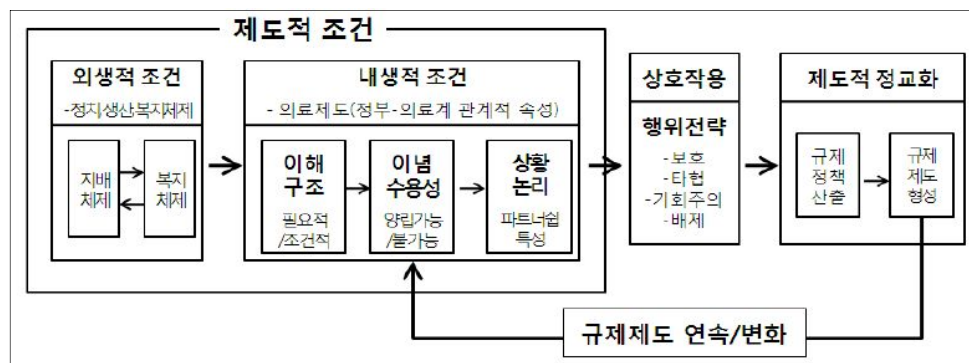 제도적 조건
외생적 조건
-정치/생산/복지체제
지배
체제
복지
체제
내생적 조건
- 의료제도(정부-의료계 관계적 속성)
이해
구조
필요적
/조건적
이념
수용성
양립가능
/불가능
상황
논리
파트너쉽
특성
상호작용
행위전략
-보호
-타협
-기회주의
-배제
제도적 정교화
규제
정책
산출
규제
제도
형성
규제제도 연속/변화